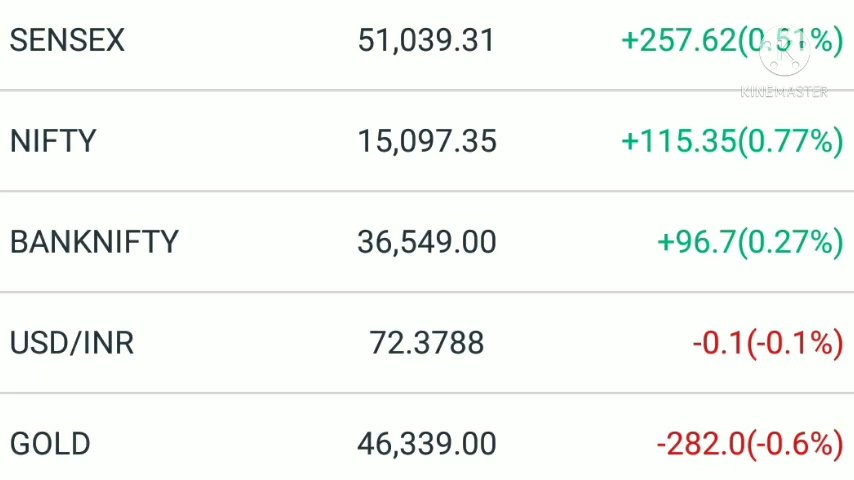 SENSEX 51,039.31 +257.62(0.51%)
KINEMASTER
NIFTY 15,097.35 +115.35(0.77%)
BANKNIFTY 36,549.00 +96.7(0.27%)
USD/INR 72.3788 -0.1(-0.1%)
GOLD 46,339.00 -282.0(-0.6%)